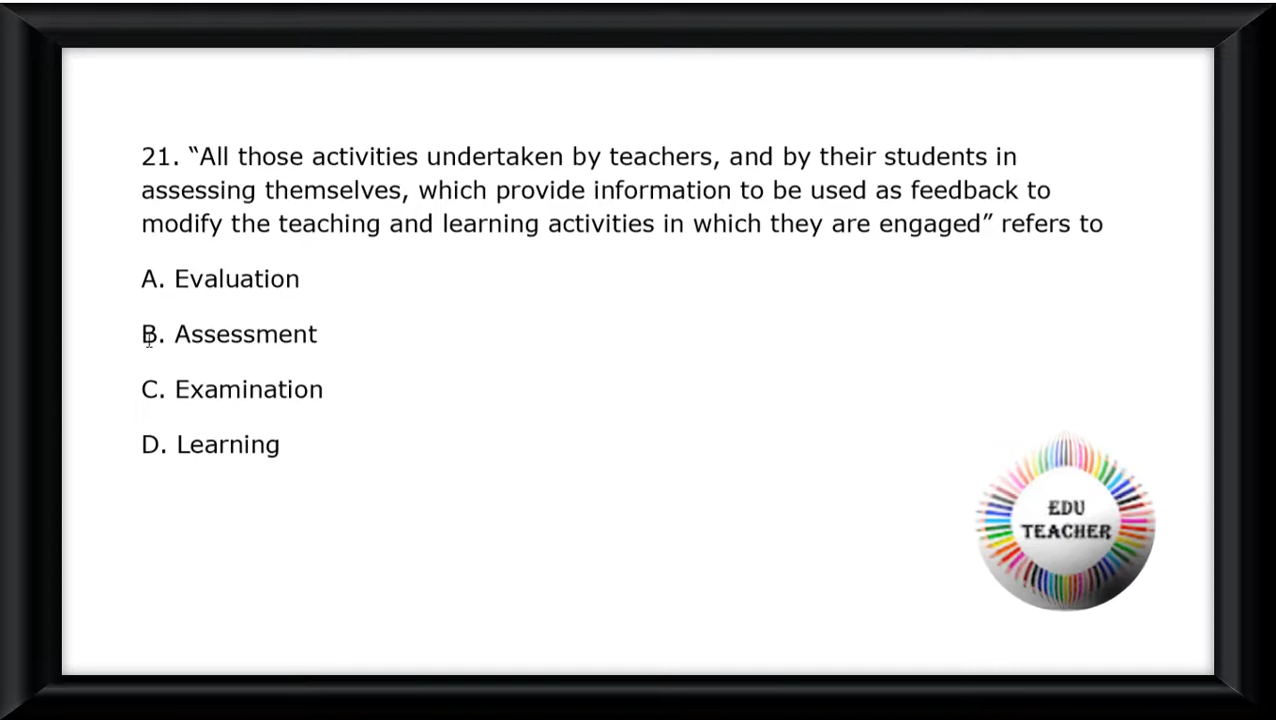 21. “All those activities undertaken by teachers, and by their students in
assessing themselves, which provide information to be used as feedback to
modify the teaching and learning activities in which they are engaged” refers to
A. Evaluation
B. Assessment
C. Examination
D. Learning
EDU
TEACHER